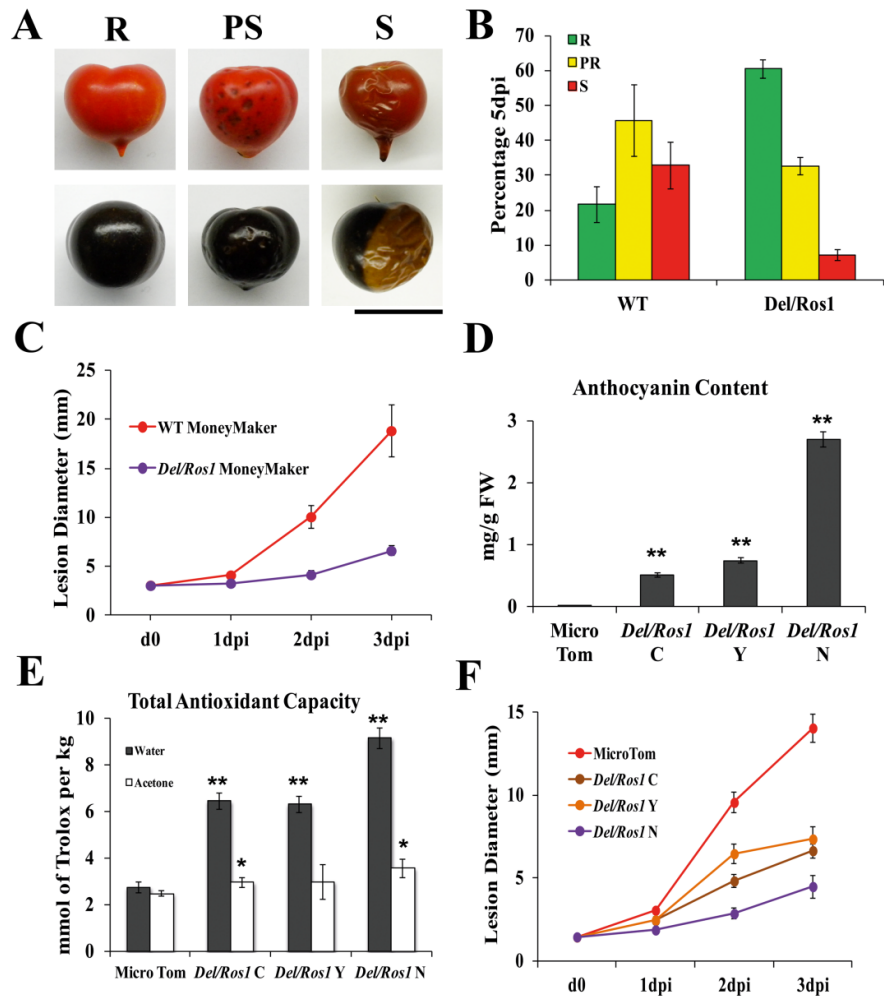 A
R PS S
B
70
60
50
40
30
20
10
0
Percentage 5dpi
R
PR
S
WT Del/Ros1
C
25
20
15
10
5
0
Lesion Diameter (mm)
WT MoneyMaker
Del/Ros1 MoneyMaker
d0 1dpi 2dpi 3dpi
D
Anthocyanin Content
3
2
1
0
mg/g FW
**
**
**
Micro Tom
Del/Ros1 C
Del/Ros1 Y
Del/Ros1 N
E
Total Antioxidant Capacity
10
8
6
4
2
0
mmol of Trolox per kg
Water
Acetone
**
*
**
**
*
Micro Tom Del/Ros1 C Del/Ros1 Y Del/Ros1 N
F
15
10
5
0
Lesion Diameter (mm)
MicroTom
Del/Ros1 C
Del/Ros1 Y
Del/Ros1 N
d0 1dpi 2dpi 3dpi